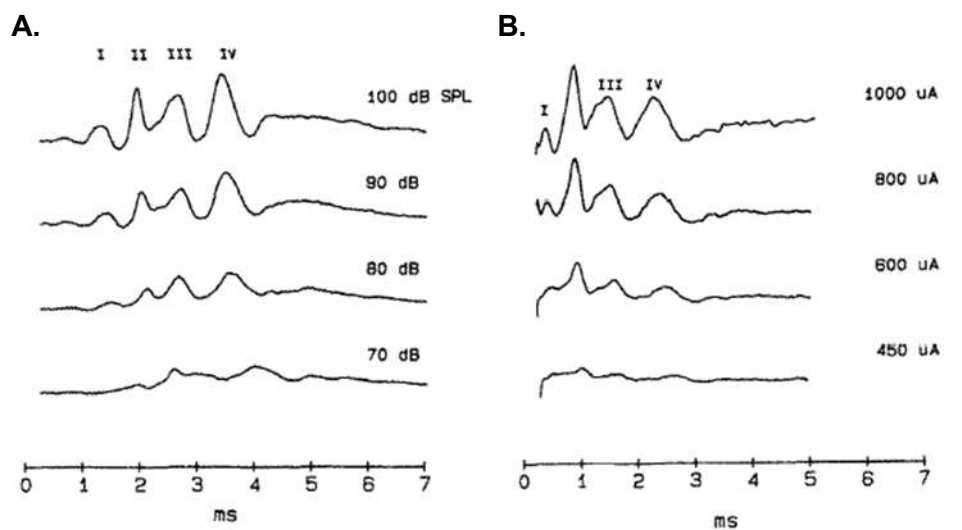 A.
I II III IV
100 dB SPL
90 dB
80 dB
70 dB
0 1 2 3 4 5 6 7
ms
B.
I III IV
1000 uA
800 uA
600 uA
450 uA
0 1 2 3 4 5 6 7
ms